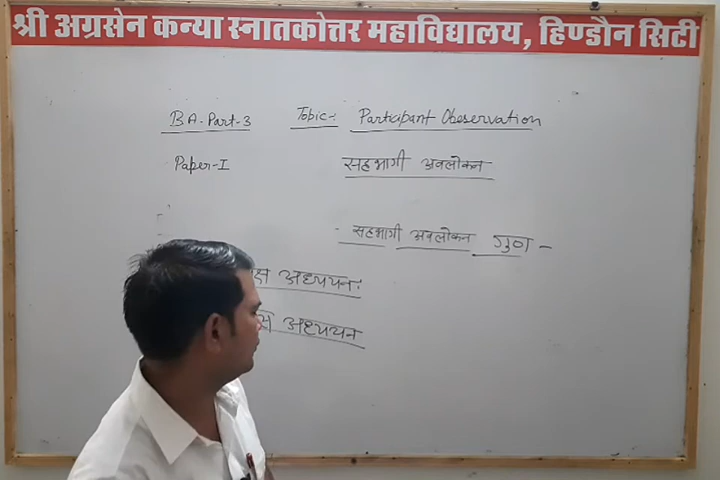 श्री अग्रसेन कन्या स्नातकोत्तर महाविद्यालय, हिण्डौन सिटी
BA-Part-3 Topic:- Participant Observation
Paper-I सहभागी अवलोकन
- सहभागी अवलोकन गुण -
अध्ययन:
अध्ययन